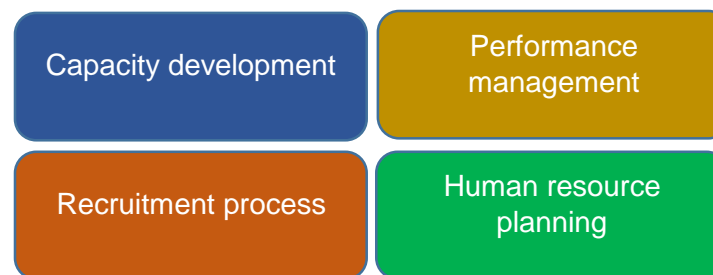 Capacity development
Performance
management
Recruitment process
Human resource
planning